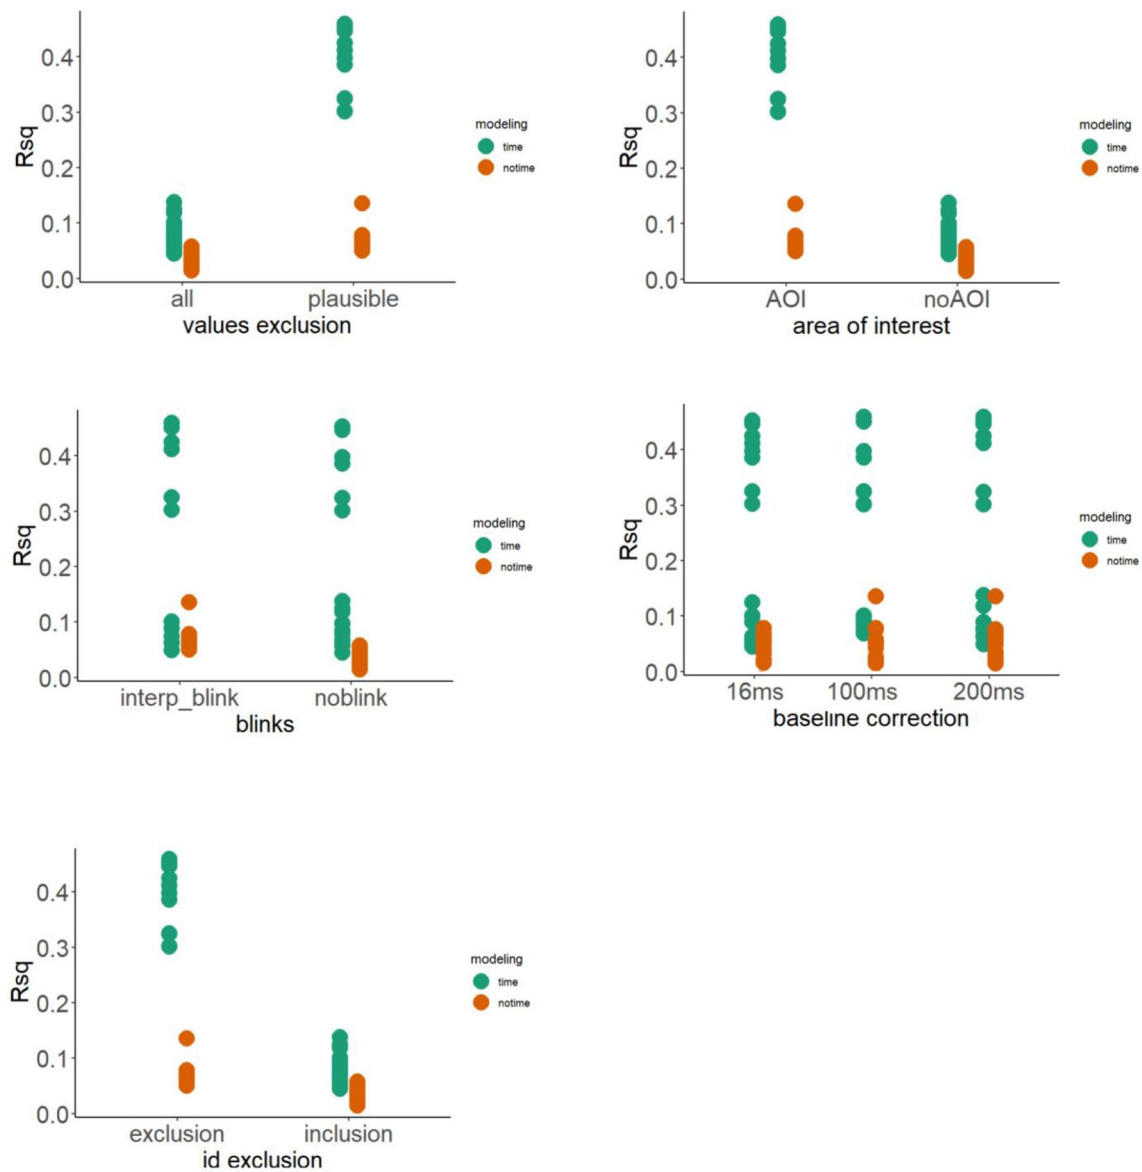 0.4
0.3
0.2
0.1
0.0
Rsq
all plausible
values exclusion
modeling
time
notime
0.4
0.3
0.2
0.1
0.0
Rsq
AOI noAOI
area of interest
modeling
time
notime
0.4
0.3
0.2
0.1
0.0
Rsq
interp_blink noblink
blinks
modeling
time
notime
0.4
0.3
0.2
0.1
0.0
Rsq
16ms 100ms 200ms
baseline correction
modeling
time
notime
0.4
0.3
0.2
0.1
0.0
Rsq
exclusion inclusion
id exclusion
modeling
time
notime